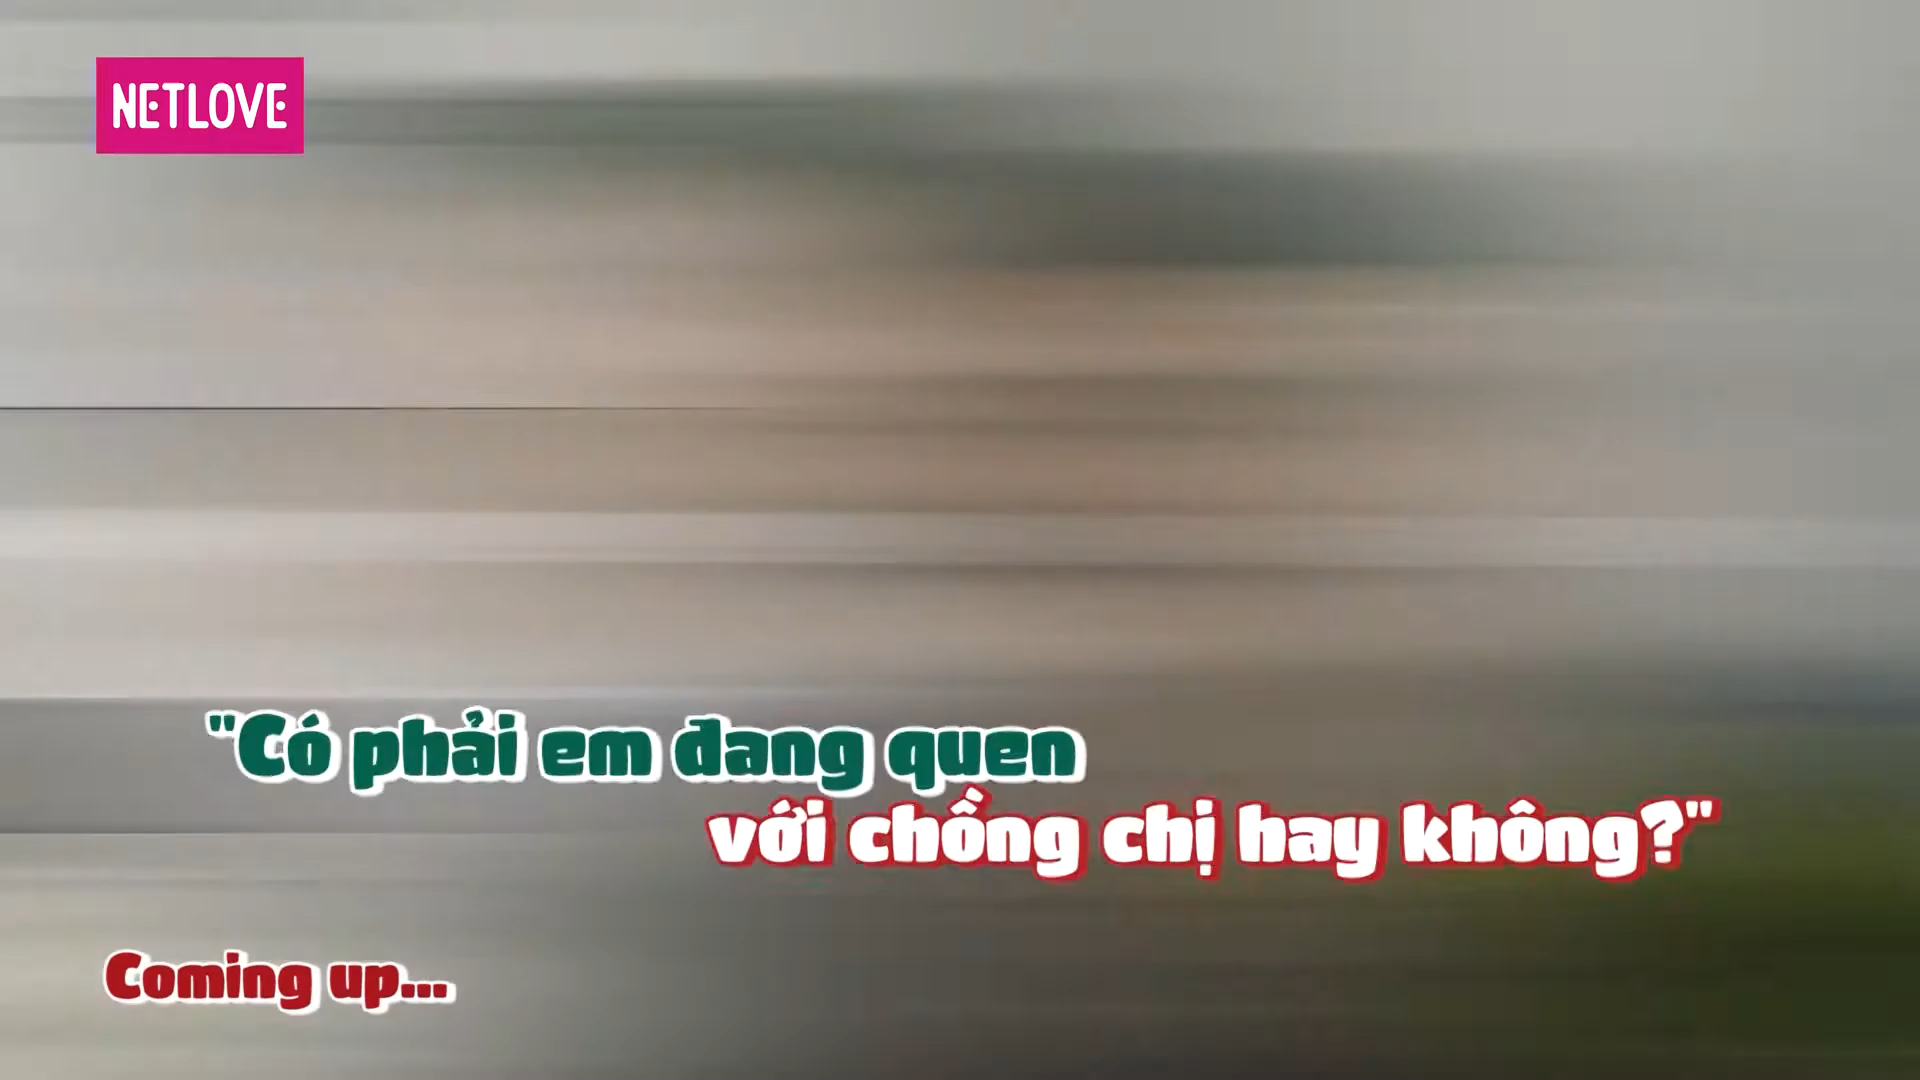 NETLOVE
"Có phải em đang quen
với chồng chị hay không?"
Coming up...